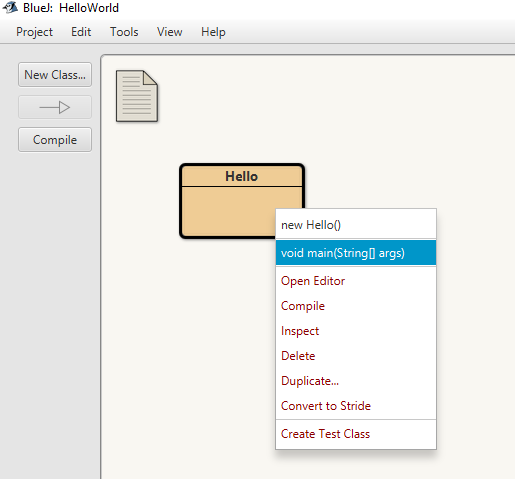 BlueJ: HelloWorld
Project Edit Tools View Help
New Class...
Compile
Hello
new Hello()
void main(String[] args)
Open Editor
Compile
Inspect
Delete
Duplicate...
Convert to Stride
Create Test Class